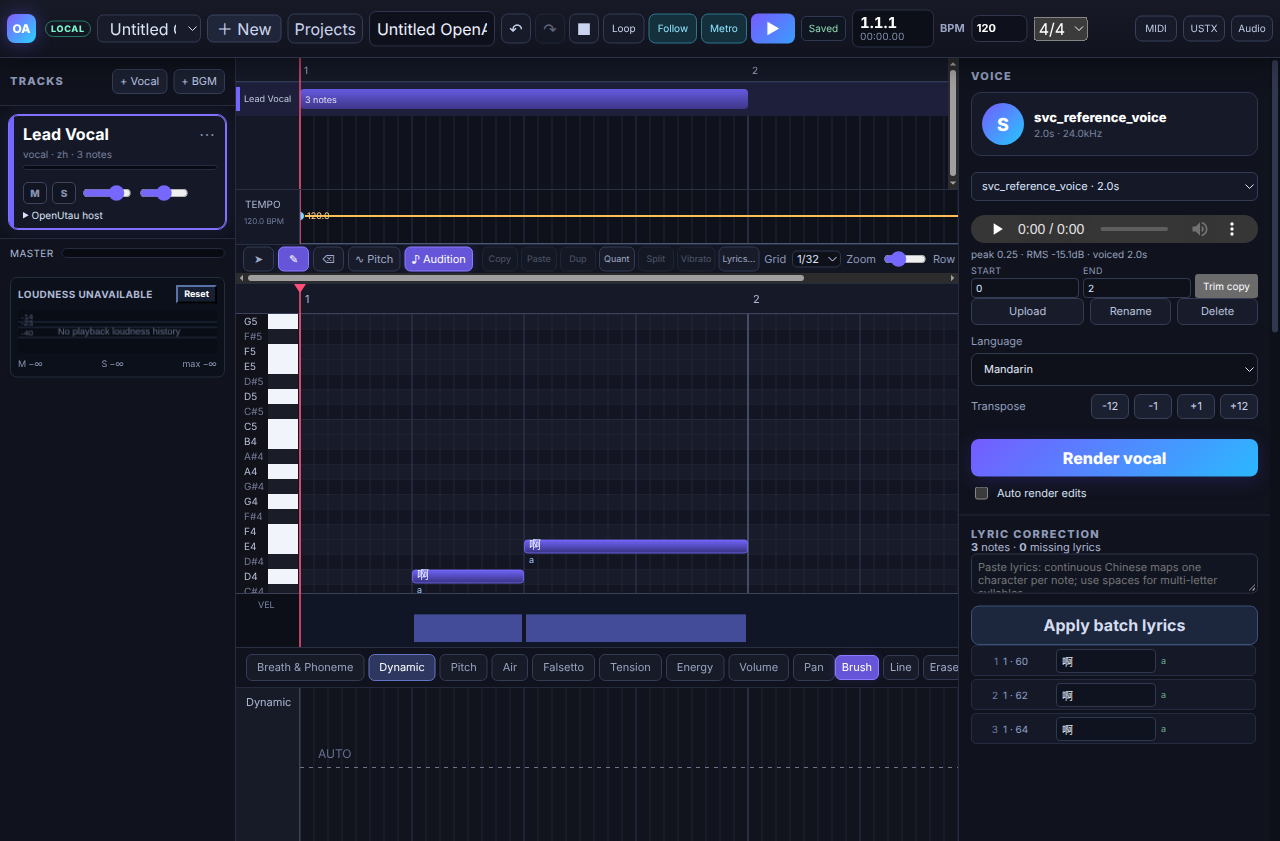 OA LOCAL Untitled ( + New Projects Untitled OpenA Loop Follow Metro Saved 1.1.1 BPM 120 4/4 MIDI USTX Audio
00:00.00
TRACKS + Vocal + BGM
Lead Vocal
vocal · zh · 3 notes
M S
OpenUtau host
MASTER
LOUDNESS UNAVAILABLE Reset
-14
-23
-40
No playback loudness history
M −∞ S −∞ max −∞
1 2
Lead Vocal 3 notes
TEMPO
120.0 BPM
120.0
Pitch Audition Copy Paste Dup Quant Split Vibrato Lyrics... Grid 1/32 Zoom Row
1 2
G5
F#5
F5
E5
D#5
D5
C#5
C5
B4
A#4
A4
G#4
G4
F#4
F4
E4 啊
D#4 a
D4 啊
C#4 a
VEL
Breath & Phoneme Dynamic Pitch Air Falsetto Tension Energy Volume Pan Brush Line Erase
Dynamic
AUTO
VOICE
S svc_reference_voice
2.0s · 24.0kHz
svc_reference_voice · 2.0s
0:00 / 0:00
peak 0.25 · RMS -15.1dB · voiced 2.0s
START END
0 2 Trim copy
Upload Rename Delete
Language
Mandarin
Transpose -12 -1 +1 +12
Render vocal
Auto render edits
LYRIC CORRECTION
3 notes · 0 missing lyrics
Paste lyrics: continuous Chinese maps one
character per note; use spaces for multi-letter
syllables.
Apply batch lyrics
1 1 · 60 啊 a
2 1 · 62 啊 a
3 1 · 64 啊 a